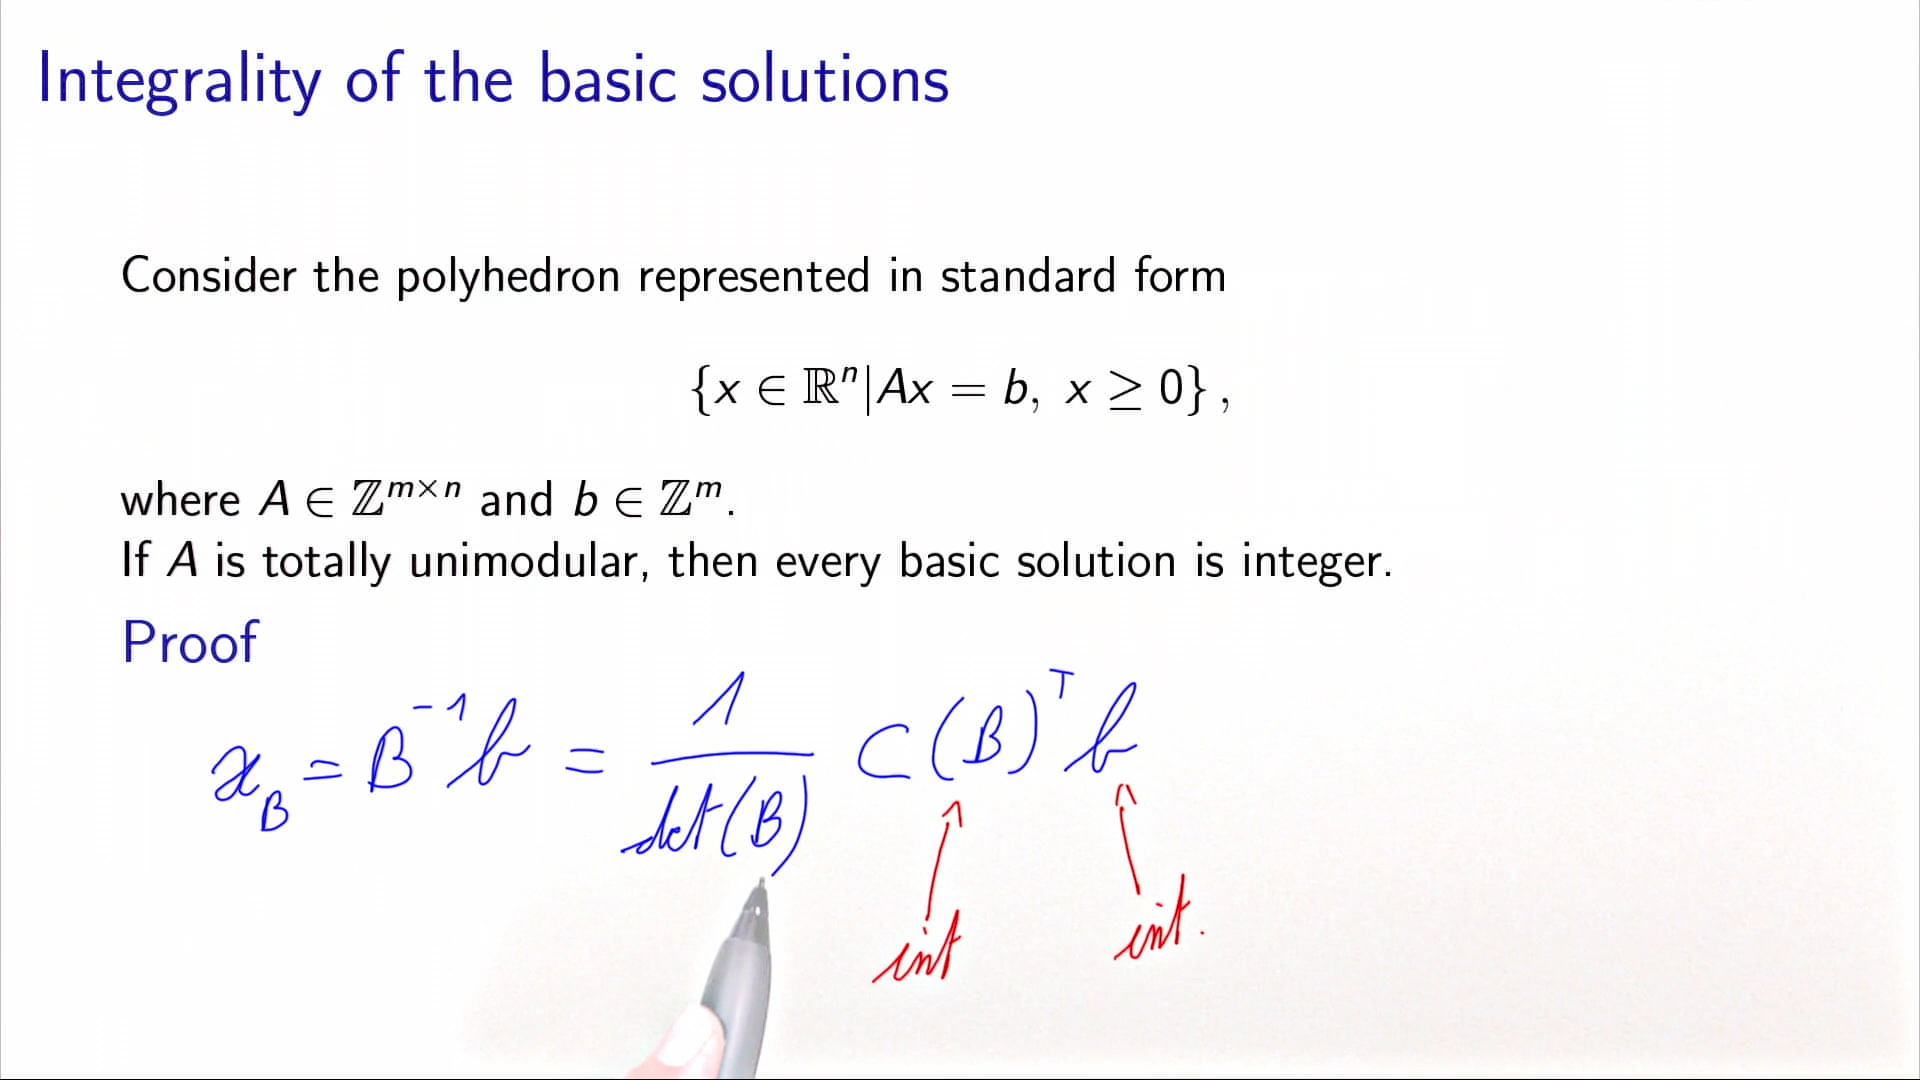 Integrality of the basic solutions
Consider the polyhedron represented in standard form
{x ∈ ℝⁿ|Ax = b, x ≥ 0} ,
where A ∈ ℤᵐˣⁿ and b ∈ ℤᵐ.
If A is totally unimodular, then every basic solution is integer.
Proof
x_B = B⁻¹b = 1/det(B) C(B)ᵀ b
int int.